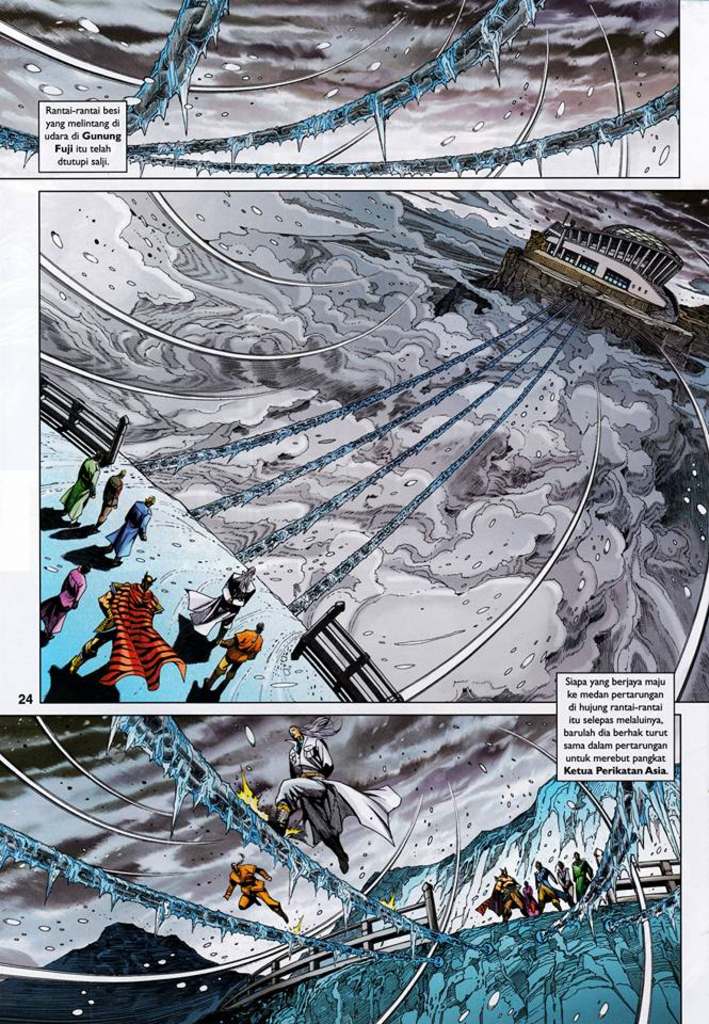 Rantai-rantai besi
yang melintang di
udara di Gunung
Fuji itu telah
dtutupi salji.
24
Siapa yang berjaya maju
ke medan pertarungan
di hujung rantai-rantai
itu selepas melaluinya,
barulah dia berhak turut
sama dalam pertarungan
untuk merebut pangkat
Ketua Perikatan Asia.